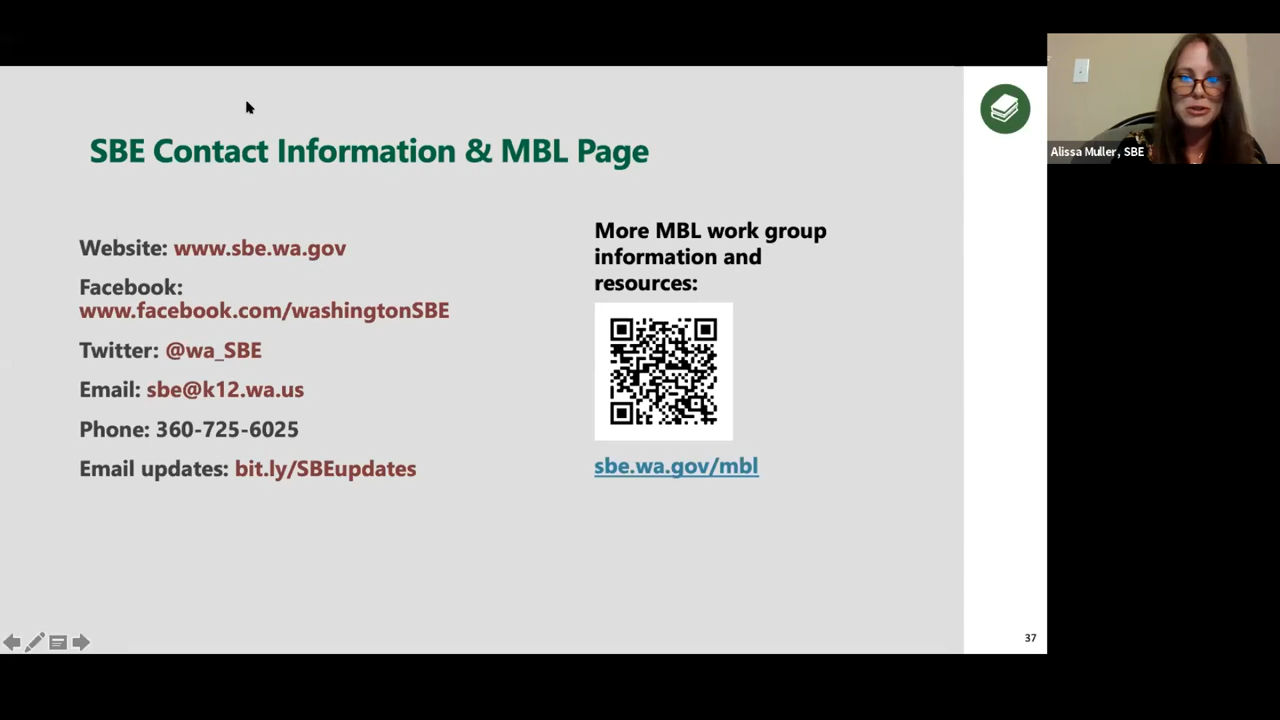 SBE Contact Information & MBL Page
Website: www.sbe.wa.gov
Facebook:
www.facebook.com/washingtonSBE
Twitter: @wa_SBE
Email: sbe@k12.wa.us
Phone: 360-725-6025
Email updates: bit.ly/SBEupdates
More MBL work group
information and
resources:
sbe.wa.gov/mbl
37
Alissa Muller, SBE